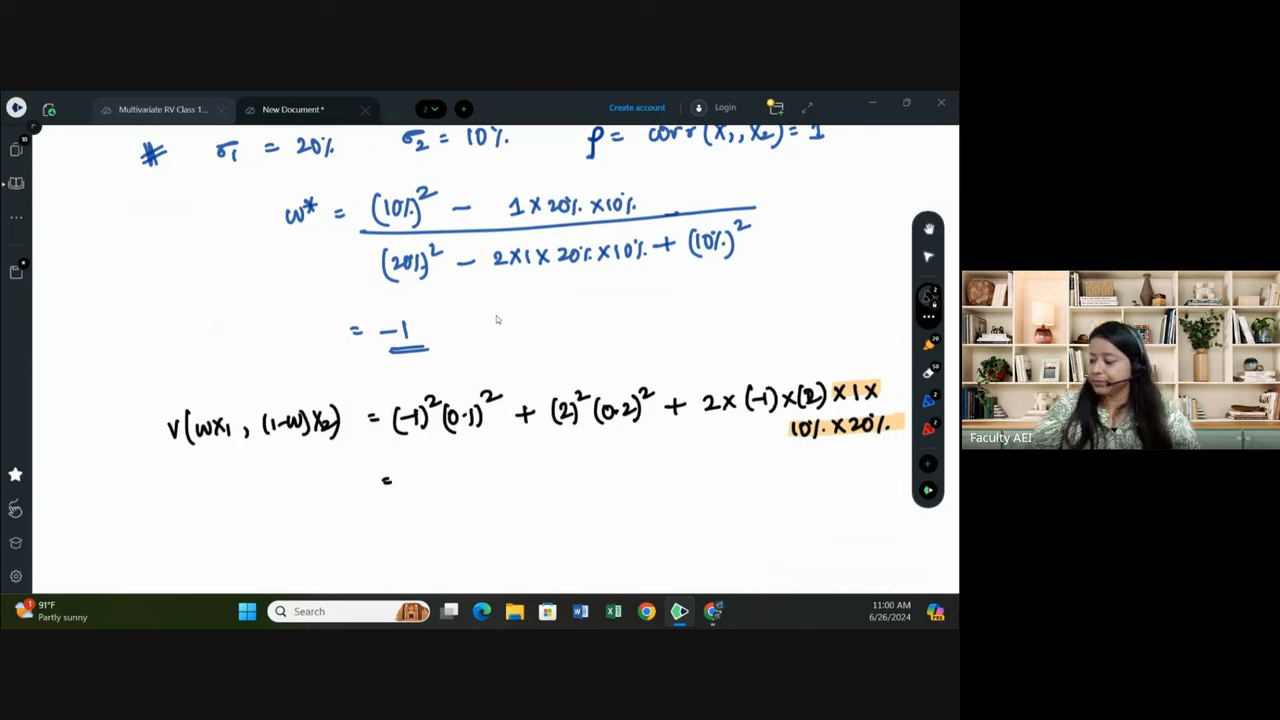 Create account
Login
Multivariate RV Class 1...
New Document*
2
# σ₁ = 20% σ₂ = 10% ρ = corr(X₁, X₂) = 1
w* = (10%)² − 1 × 20% × 10%
(20%)² − 2×1× 20% × 10% + (10%)²
= −1
V(wX₁, (1−w)X₂) = (−1)²(0.1)² + (2)²(0.2)² + 2× (−1) × (2) × 1 ×
10% × 20%.
=
Faculty AEI
91°F
Partly sunny
Search
11:00 AM
6/26/2024